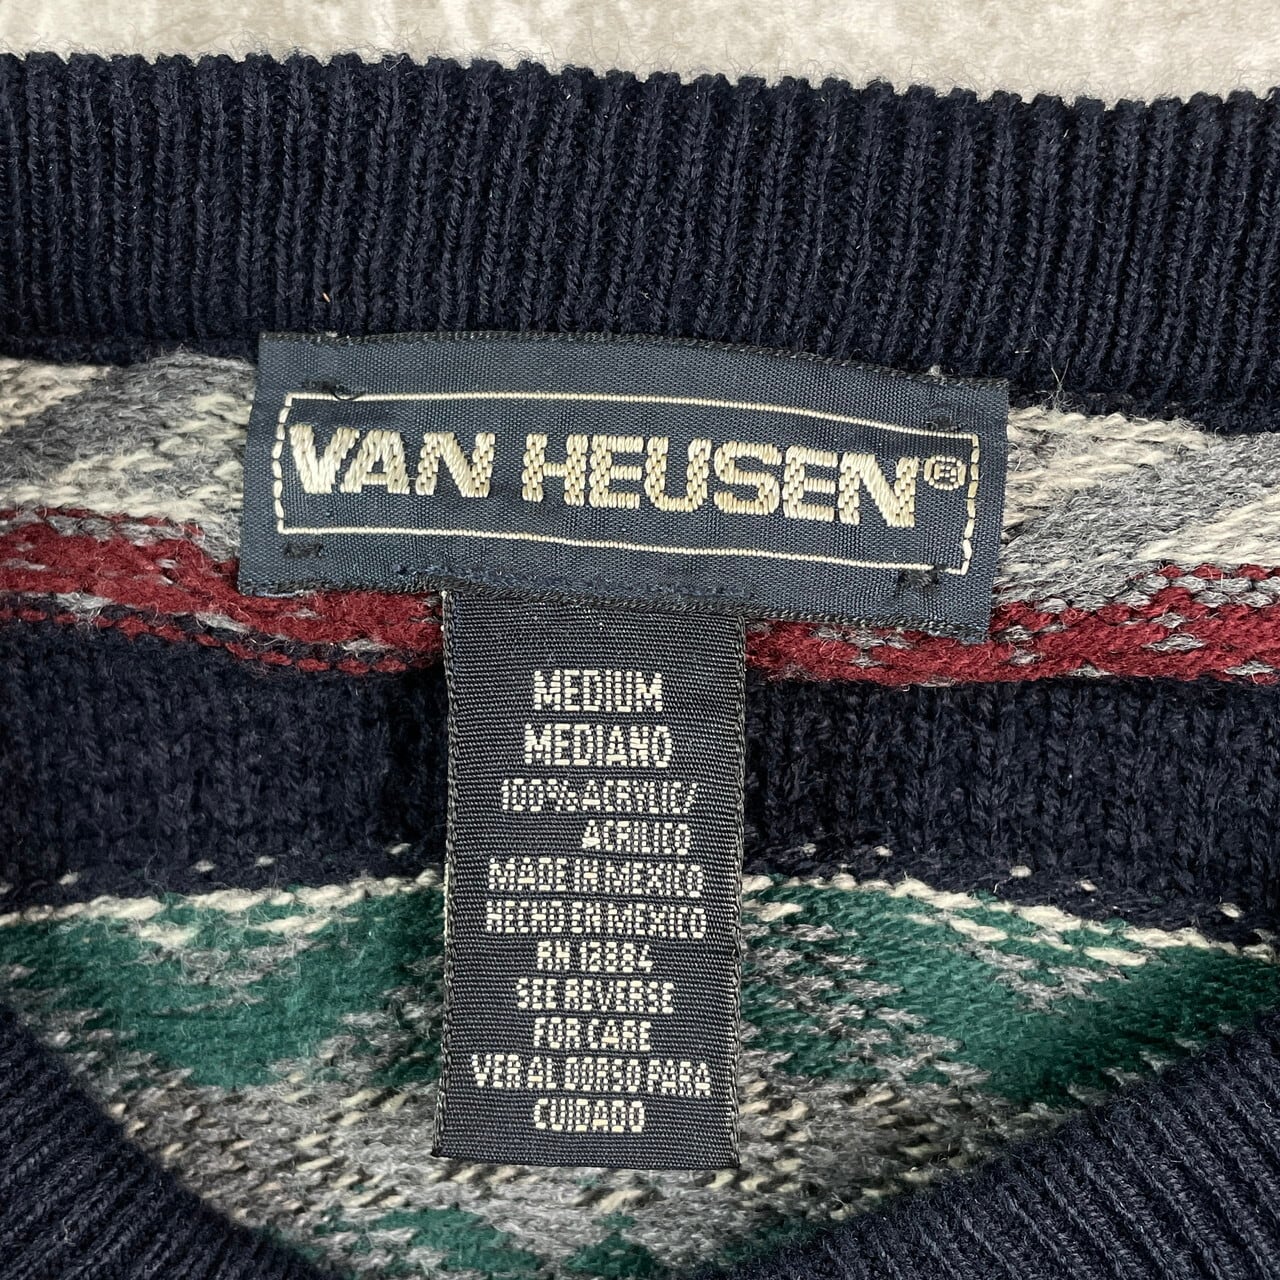 VAN HEUSEN®
MEDIUM
MEDIANO
100% ACRYLIC/
ACRILICO
MADE IN MEXICO
HECHO EN MEXICO
RN 12884
SEE REVERSE
FOR CARE
VER AL DORSO PARA
CUIDADO